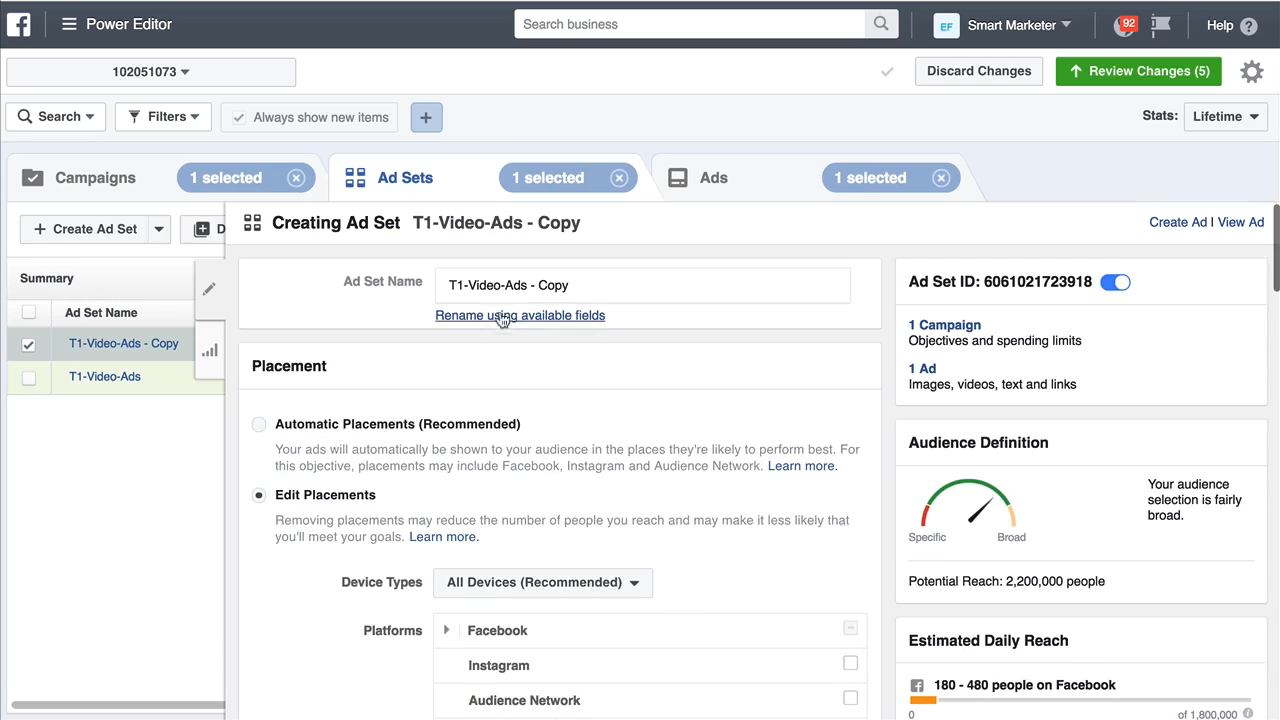 Power Editor
Search business
EF
Smart Marketer
92
Help ?
102051073
Discard Changes
Review Changes (5)
Search
Filters
Always show new items
+
Stats:
Lifetime
Campaigns
1 selected
Ad Sets
1 selected
Ads
1 selected
+ Create Ad Set
D
Creating Ad Set T1-Video-Ads - Copy
Create Ad | View Ad
Summary
Ad Set Name
T1-Video-Ads - Copy
T1-Video-Ads
Ad Set Name
T1-Video-Ads - Copy
Rename using available fields
Placement
Automatic Placements (Recommended)
Your ads will automatically be shown to your audience in the places they're likely to perform best. For
this objective, placements may include Facebook, Instagram and Audience Network. Learn more.
Edit Placements
Removing placements may reduce the number of people you reach and may make it less likely that
you'll meet your goals. Learn more.
Device Types
All Devices (Recommended)
Platforms
Facebook
Instagram
Audience Network
Ad Set ID: 6061021723918
1 Campaign
Objectives and spending limits
1 Ad
Images, videos, text and links
Audience Definition
Specific
Broad
Your audience
selection is fairly
broad.
Potential Reach: 2,200,000 people
Estimated Daily Reach
180 - 480 people on Facebook
0
of 1,800,000